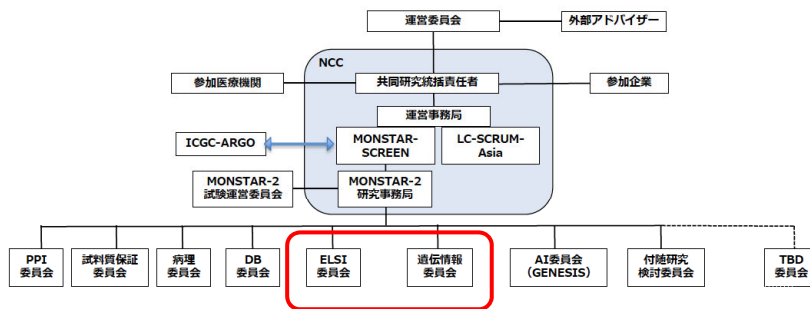 運営委員会
外部アドバイザー
NCC
参加医療機関
共同研究統括責任者
参加企業
運営事務局
ICGC-ARGO
MONSTAR-
SCREEN
LC-SCRUM-
Asia
MONSTAR-2
試験運営委員会
MONSTAR-2
研究事務局
PPI
委員会
試料質保証
委員会
病理
委員会
DB
委員会
ELSI
委員会
遺伝情報
委員会
AI委員会
（GENESIS）
付随研究
検討委員会
TBD
委員会